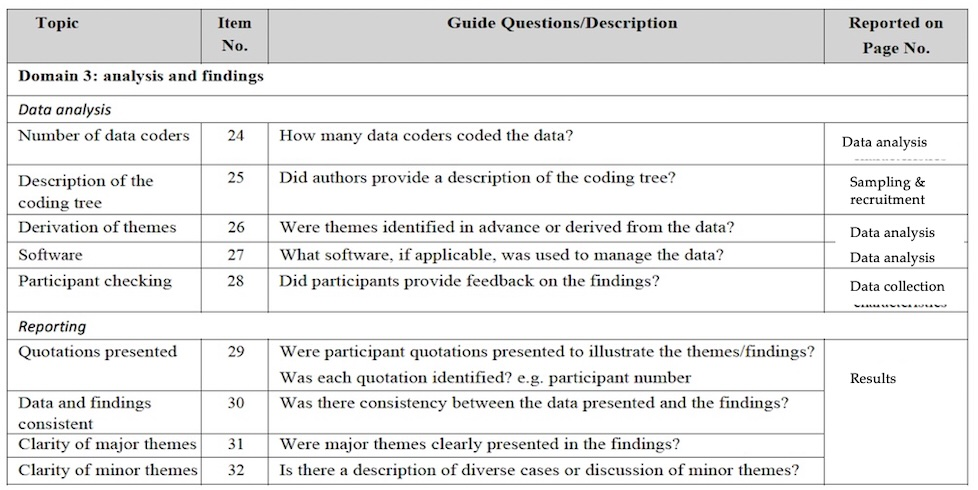 Topic Item No. Guide Questions/Description Reported on Page No.
Domain 3: analysis and findings
Data analysis
Number of data coders 24 How many data coders coded the data? Data analysis
Description of the coding tree 25 Did authors provide a description of the coding tree? Sampling & recruitment
Derivation of themes 26 Were themes identified in advance or derived from the data? Data analysis
Software 27 What software, if applicable, was used to manage the data? Data analysis
Participant checking 28 Did participants provide feedback on the findings? Data collection
Reporting
Quotations presented 29 Were participant quotations presented to illustrate the themes/findings?
Was each quotation identified? e.g. participant number
Results
Data and findings consistent 30 Was there consistency between the data presented and the findings?
Clarity of major themes 31 Were major themes clearly presented in the findings?
Clarity of minor themes 32 Is there a description of diverse cases or discussion of minor themes?